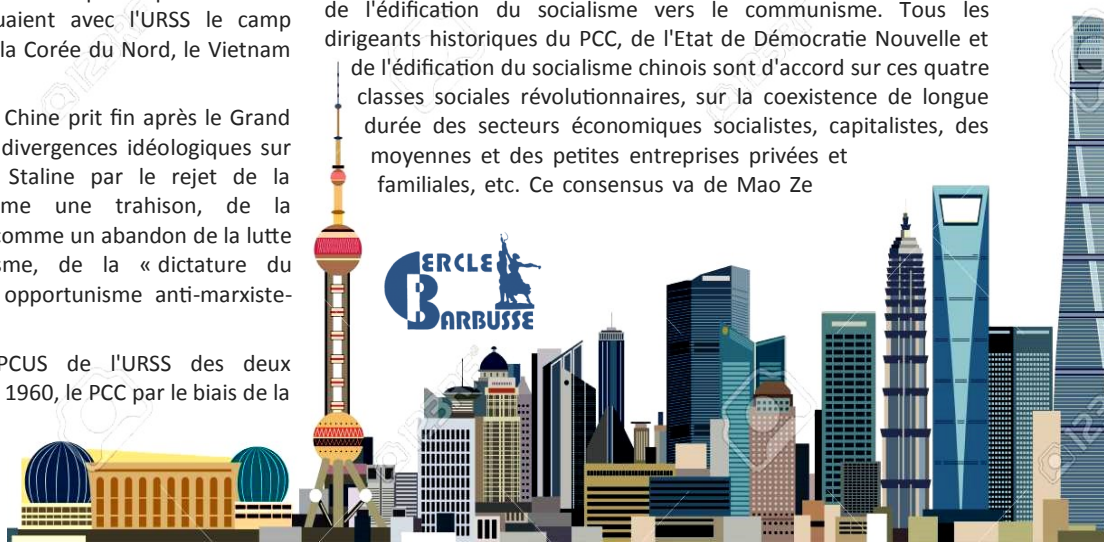 uaient avec l'URSS le camp
la Corée du Nord, le Vietnam
Chine prit fin après le Grand
divergences idéologiques sur
Staline par le rejet de la
me une trahison, de la
comme un abandon de la lutte
sme, de la « dictature du
opportunisme anti-marxiste-
PCUS de l'URSS des deux
1960, le PCC par le biais de la
de l'édification du socialisme vers le communisme. Tous les
dirigeants historiques du PCC, de l'Etat de Démocratie Nouvelle et
de l'édification du socialisme chinois sont d'accord sur ces quatre
classes sociales révolutionnaires, sur la coexistence de longue
durée des secteurs économiques socialistes, capitalistes, des
moyennes et des petites entreprises privées et
familiales, etc. Ce consensus va de Mao Ze
CERCLE
BARBUSSE